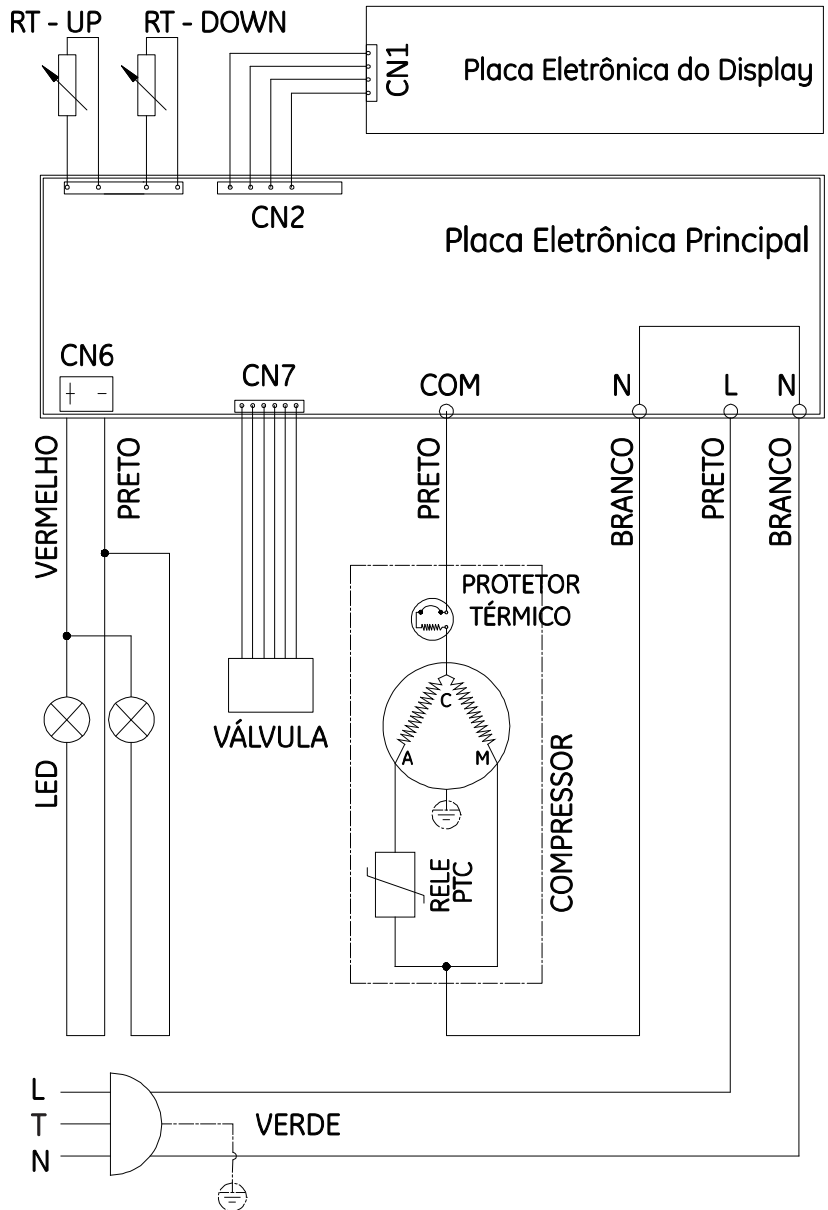 RT - UP
RT - DOWN
CN1
Placa Eletrônica do Display
CN2
Placa Eletrônica Principal
CN6
+ -
CN7
COM
N
L
N
VERMELHO
PRETO
PRETO
BRANCO
PRETO
BRANCO
PROTETOR
TÉRMICO
C
A
M
VÁLVULA
LED
COMPRESSOR
RELE
PTC
L
T
N
VERDE